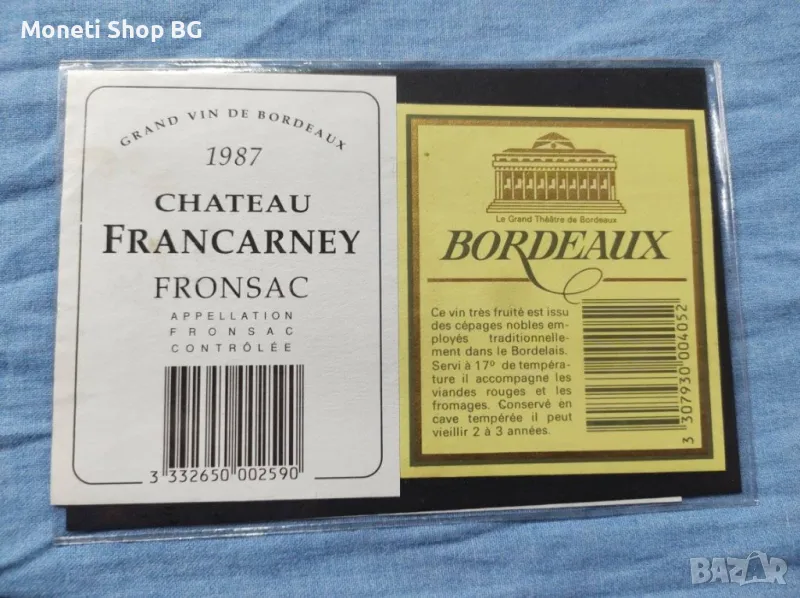 Moneti Shop BG
GRAND VIN DE BORDEAUX
1987
CHATEAU
FRANCARNEY
FRONSAC
APPELLATION
FRONSAC
CONTRÔLÉE
3 332650 002590
Le Grand Théâtre de Bordeaux
BORDEAUX
Ce vin très fruité est issu
des cépages nobles em-
ployés traditionnelle-
ment dans le Bordelais.
Servi à 17º de tempéra-
ture il accompagne les
viandes rouges et les
fromages. Conservé en
cave tempérée il peut
vieillir 2 à 3 années.
3 307930 004052
BAZAR